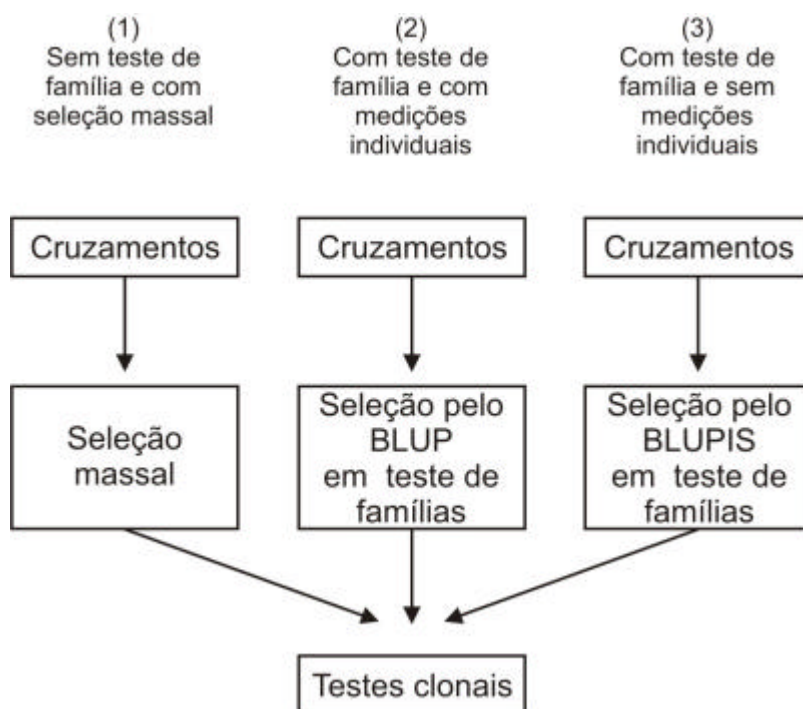 (1)
Sem teste de
família e com
seleção massal
(2)
Com teste de
família e com
medições
individuais
(3)
Com teste de
família e sem
medições
individuais
Cruzamentos
Cruzamentos
Cruzamentos
Seleção
massal
Seleção pelo
BLUP
em teste de
famílias
Seleção pelo
BLUPIS
em teste de
famílias
Testes clonais